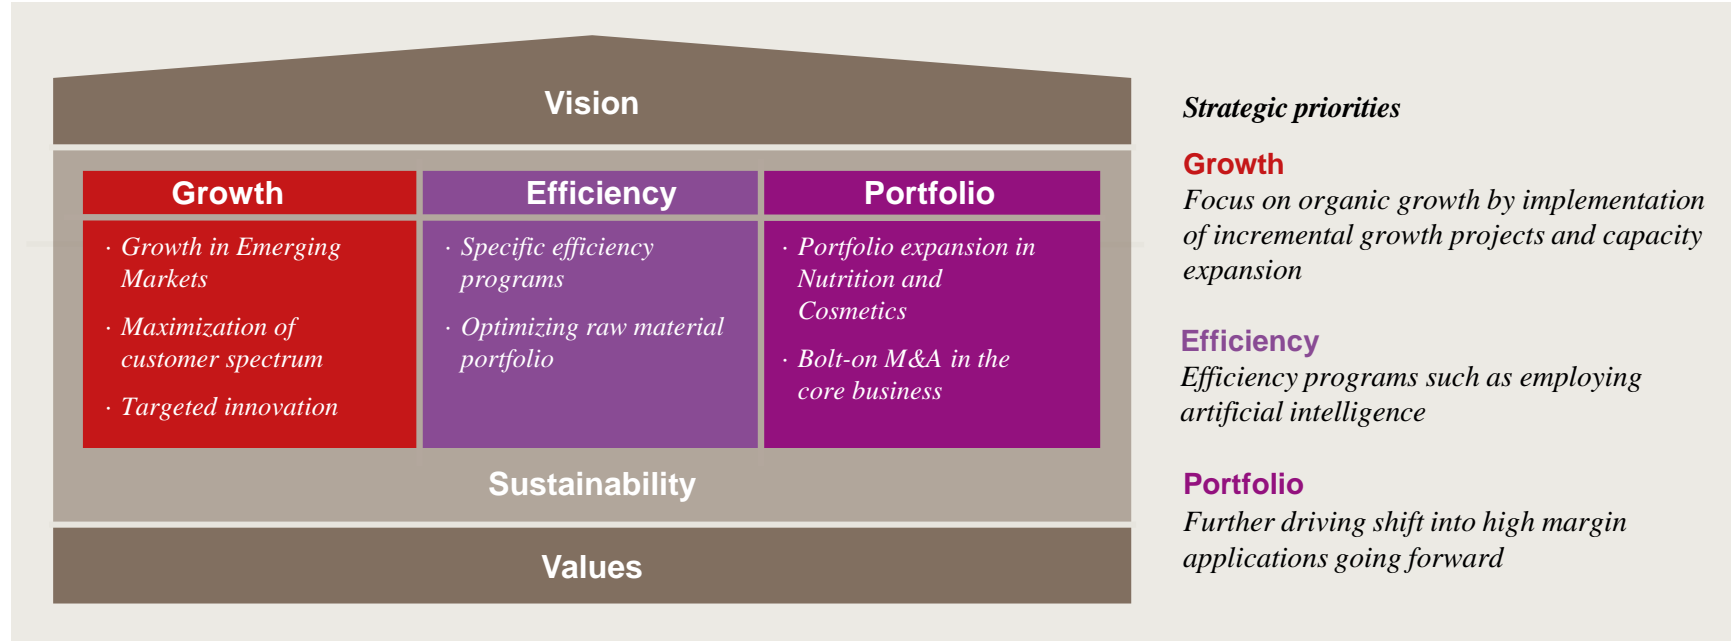 Vision
Growth
· Growth in Emerging
Markets
· Maximization of
customer spectrum
· Targeted innovation
Efficiency
· Specific efficiency
programs
· Optimizing raw material
portfolio
Portfolio
· Portfolio expansion in
Nutrition and
Cosmetics
· Bolt-on M&A in the
core business
Sustainability
Values
Strategic priorities
Growth
Focus on organic growth by implementation
of incremental growth projects and capacity
expansion
Efficiency
Efficiency programs such as employing
artificial intelligence
Portfolio
Further driving shift into high margin
applications going forward